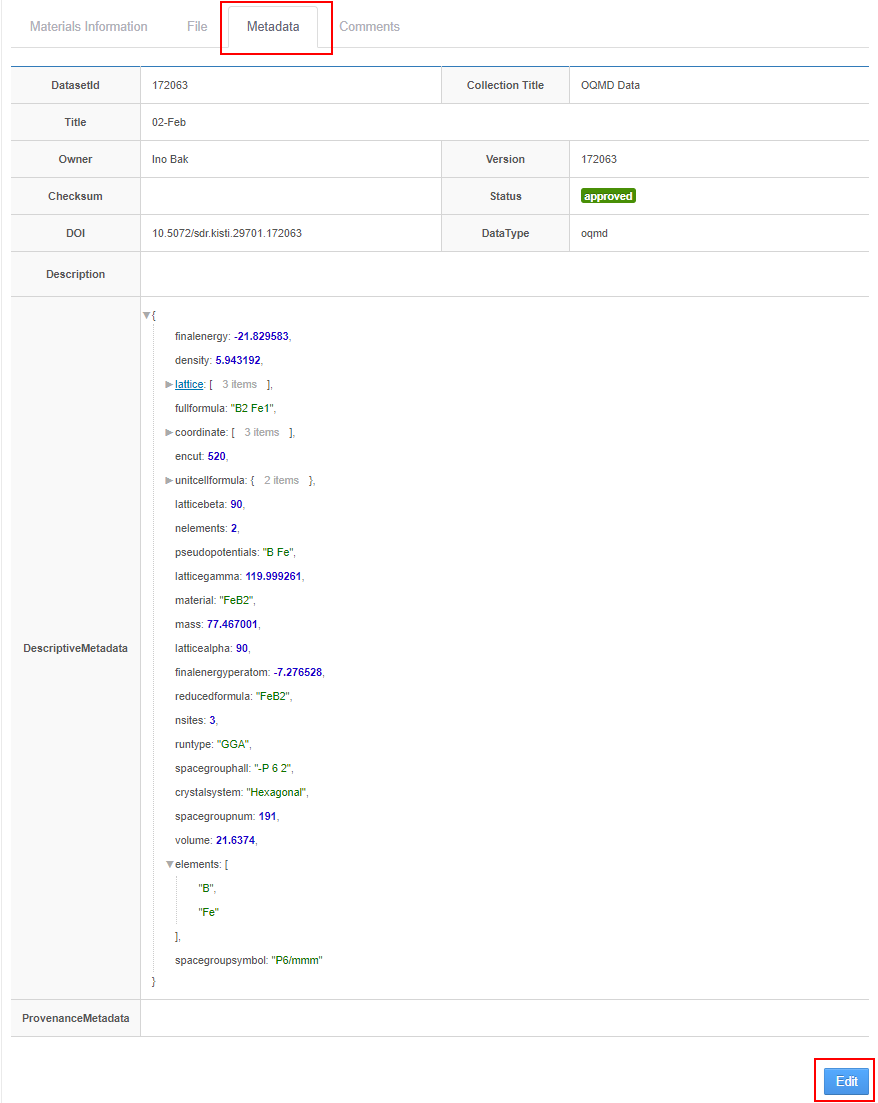 Materials Information File Metadata Comments
DatasetId 172063 Collection Title OQMD Data
Title 02-Feb
Owner Ino Bak Version 172063
Checksum Status approved
DOI 10.5072/sdr.kisti.29701.172063 DataType oqmd
Description
DescriptiveMetadata
▼{
finalenergy: -21.829583,
density: 5.943192,
▶lattice: [ 3 items ],
fullformula: "B2 Fe1",
▶coordinate: [ 3 items ],
encut: 520,
▶unitcellformula: { 2 items },
latticebeta: 90,
nelements: 2,
pseudopotentials: "B Fe",
latticegamma: 119.999261,
material: "FeB2",
mass: 77.467001,
latticealpha: 90,
finalenergyperatom: -7.276528,
reducedformula: "FeB2",
nsites: 3,
runtype: "GGA",
spacegrouphall: "-P 6 2",
crystalsystem: "Hexagonal",
spacegroupnum: 191,
volume: 21.6374,
▼elements: [
"B",
"Fe"
],
spacegroupsymbol: "P6/mmm"
}
ProvenanceMetadata
Edit